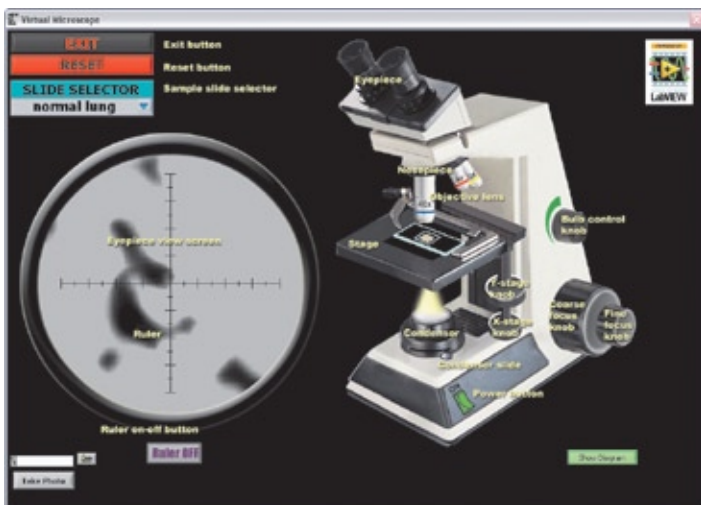 Virtual Microscope
EXIT
Exit button
RESET
Reset button
SLIDE SELECTOR
Sample slide selector
normal lung
Eyepiece
LabVIEW
Nosepiece
Objective lens
Eyepiece view screen
Stage
Bulb control
knob
Y-stage
knob
Coarse
focus
knob
Fine
focus
knob
Ruler
Condensor
X-stage
knob
Condensor slide
ON
Power button
Ruler on-off button
Ruler OFF
Show Diagram
Take Photo